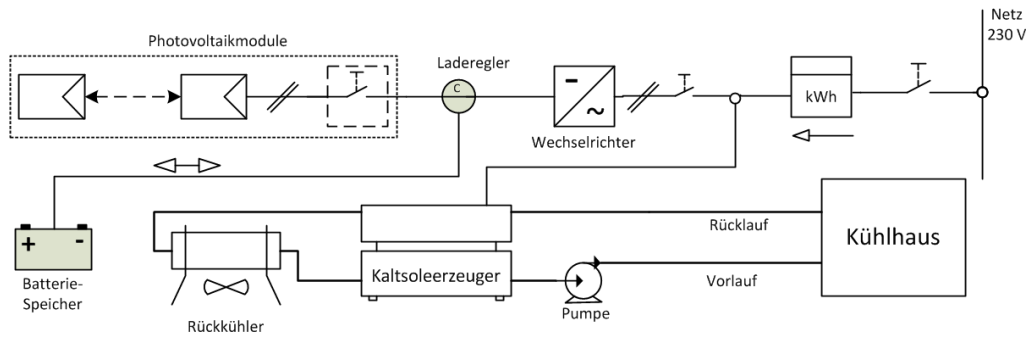 Netz
230 V
Photovoltaikmodule
Laderegler
C
-
~
kWh
Wechselrichter
+ -
Batterie-
Speicher
Rückkühler
Kaltsoleerzeuger
Pumpe
Rücklauf
Vorlauf
Kühlhaus